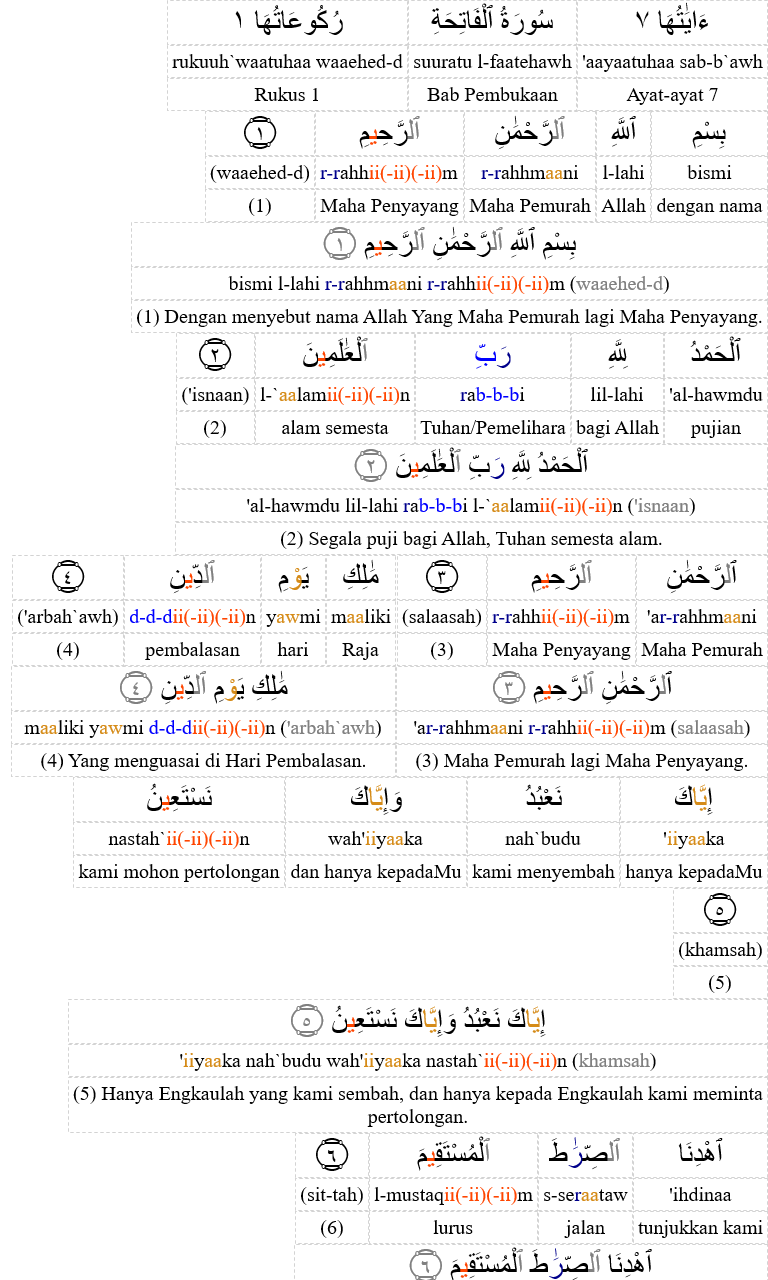 ءَايَٰتُهَا ٧ سُورَةُ ٱلْفَاتِحَةِ رُكُوعَاتُهَا ١
'aayaatuhaa sab-b`awh suuratu l-faatehawh rukuuh`waatuhaa waaehed-d
Ayat-ayat 7 Bab Pembukaan Rukus 1
بِسْمِ ٱللَّهِ ٱلرَّحْمَٰنِ ٱلرَّحِيمِ ١
bismi l-lahi r-rahhmaani r-rahhii(-ii)(-ii)m (waaehed-d)
dengan nama Allah Maha Pemurah Maha Penyayang (1)
بِسْمِ ٱللَّهِ ٱلرَّحْمَٰنِ ٱلرَّحِيمِ ١
bismi l-lahi r-rahhmaani r-rahhii(-ii)(-ii)m (waaehed-d)
(1) Dengan menyebut nama Allah Yang Maha Pemurah lagi Maha Penyayang.
ٱلْحَمْدُ لِلَّهِ رَبِّ ٱلْعَٰلَمِينَ ٢
'al-hawmdu lil-lahi rab-b-bi l-`aalamii(-ii)(-ii)n ('isnaan)
pujian bagi Allah Tuhan/Pemelihara alam semesta (2)
ٱلْحَمْدُ لِلَّهِ رَبِّ ٱلْعَٰلَمِينَ ٢
'al-hawmdu lil-lahi rab-b-bi l-`aalamii(-ii)(-ii)n ('isnaan)
(2) Segala puji bagi Allah, Tuhan semesta alam.
ٱلرَّحْمَٰنِ ٱلرَّحِيمِ ٣ مَٰلِكِ يَوْمِ ٱلدِّينِ ٤
'ar-rahhmaani r-rahhii(-ii)(-ii)m (salaasah) maaliki yawmi d-d-dii(-ii)(-ii)n ('arbah`awh)
Maha Pemurah Maha Penyayang (3) Raja hari pembalasan (4)
ٱلرَّحْمَٰنِ ٱلرَّحِيمِ ٣ مَٰلِكِ يَوْمِ ٱلدِّينِ ٤
'ar-rahhmaani r-rahhii(-ii)(-ii)m (salaasah) maaliki yawmi d-d-dii(-ii)(-ii)n ('arbah`awh)
(3) Maha Pemurah lagi Maha Penyayang. (4) Yang menguasai di Hari Pembalasan.
إِيَّاكَ نَعْبُدُ وَإِيَّاكَ نَسْتَعِينُ
'iiyaaka nah`budu wah'iiyaaka nastah`ii(-ii)(-ii)n
hanya kepadaMu kami menyembah dan hanya kepadaMu kami mohon pertolongan
٥
(khamsah)
(5)
إِيَّاكَ نَعْبُدُ وَإِيَّاكَ نَسْتَعِينُ ٥
'iiyaaka nah`budu wah'iiyaaka nastah`ii(-ii)(-ii)n (khamsah)
(5) Hanya Engkaulah yang kami sembah, dan hanya kepada Engkaulah kami meminta
pertolongan.
ٱهْدِنَا ٱلصِّرَٰطَ ٱلْمُسْتَقِيمَ ٦
'ihdinaa s-seraataw l-mustaqii(-ii)(-ii)m (sit-tah)
tunjukkan kami jalan lurus (6)
ٱهْدِنَا ٱلصِّرَٰطَ ٱلْمُسْتَقِيمَ ٦